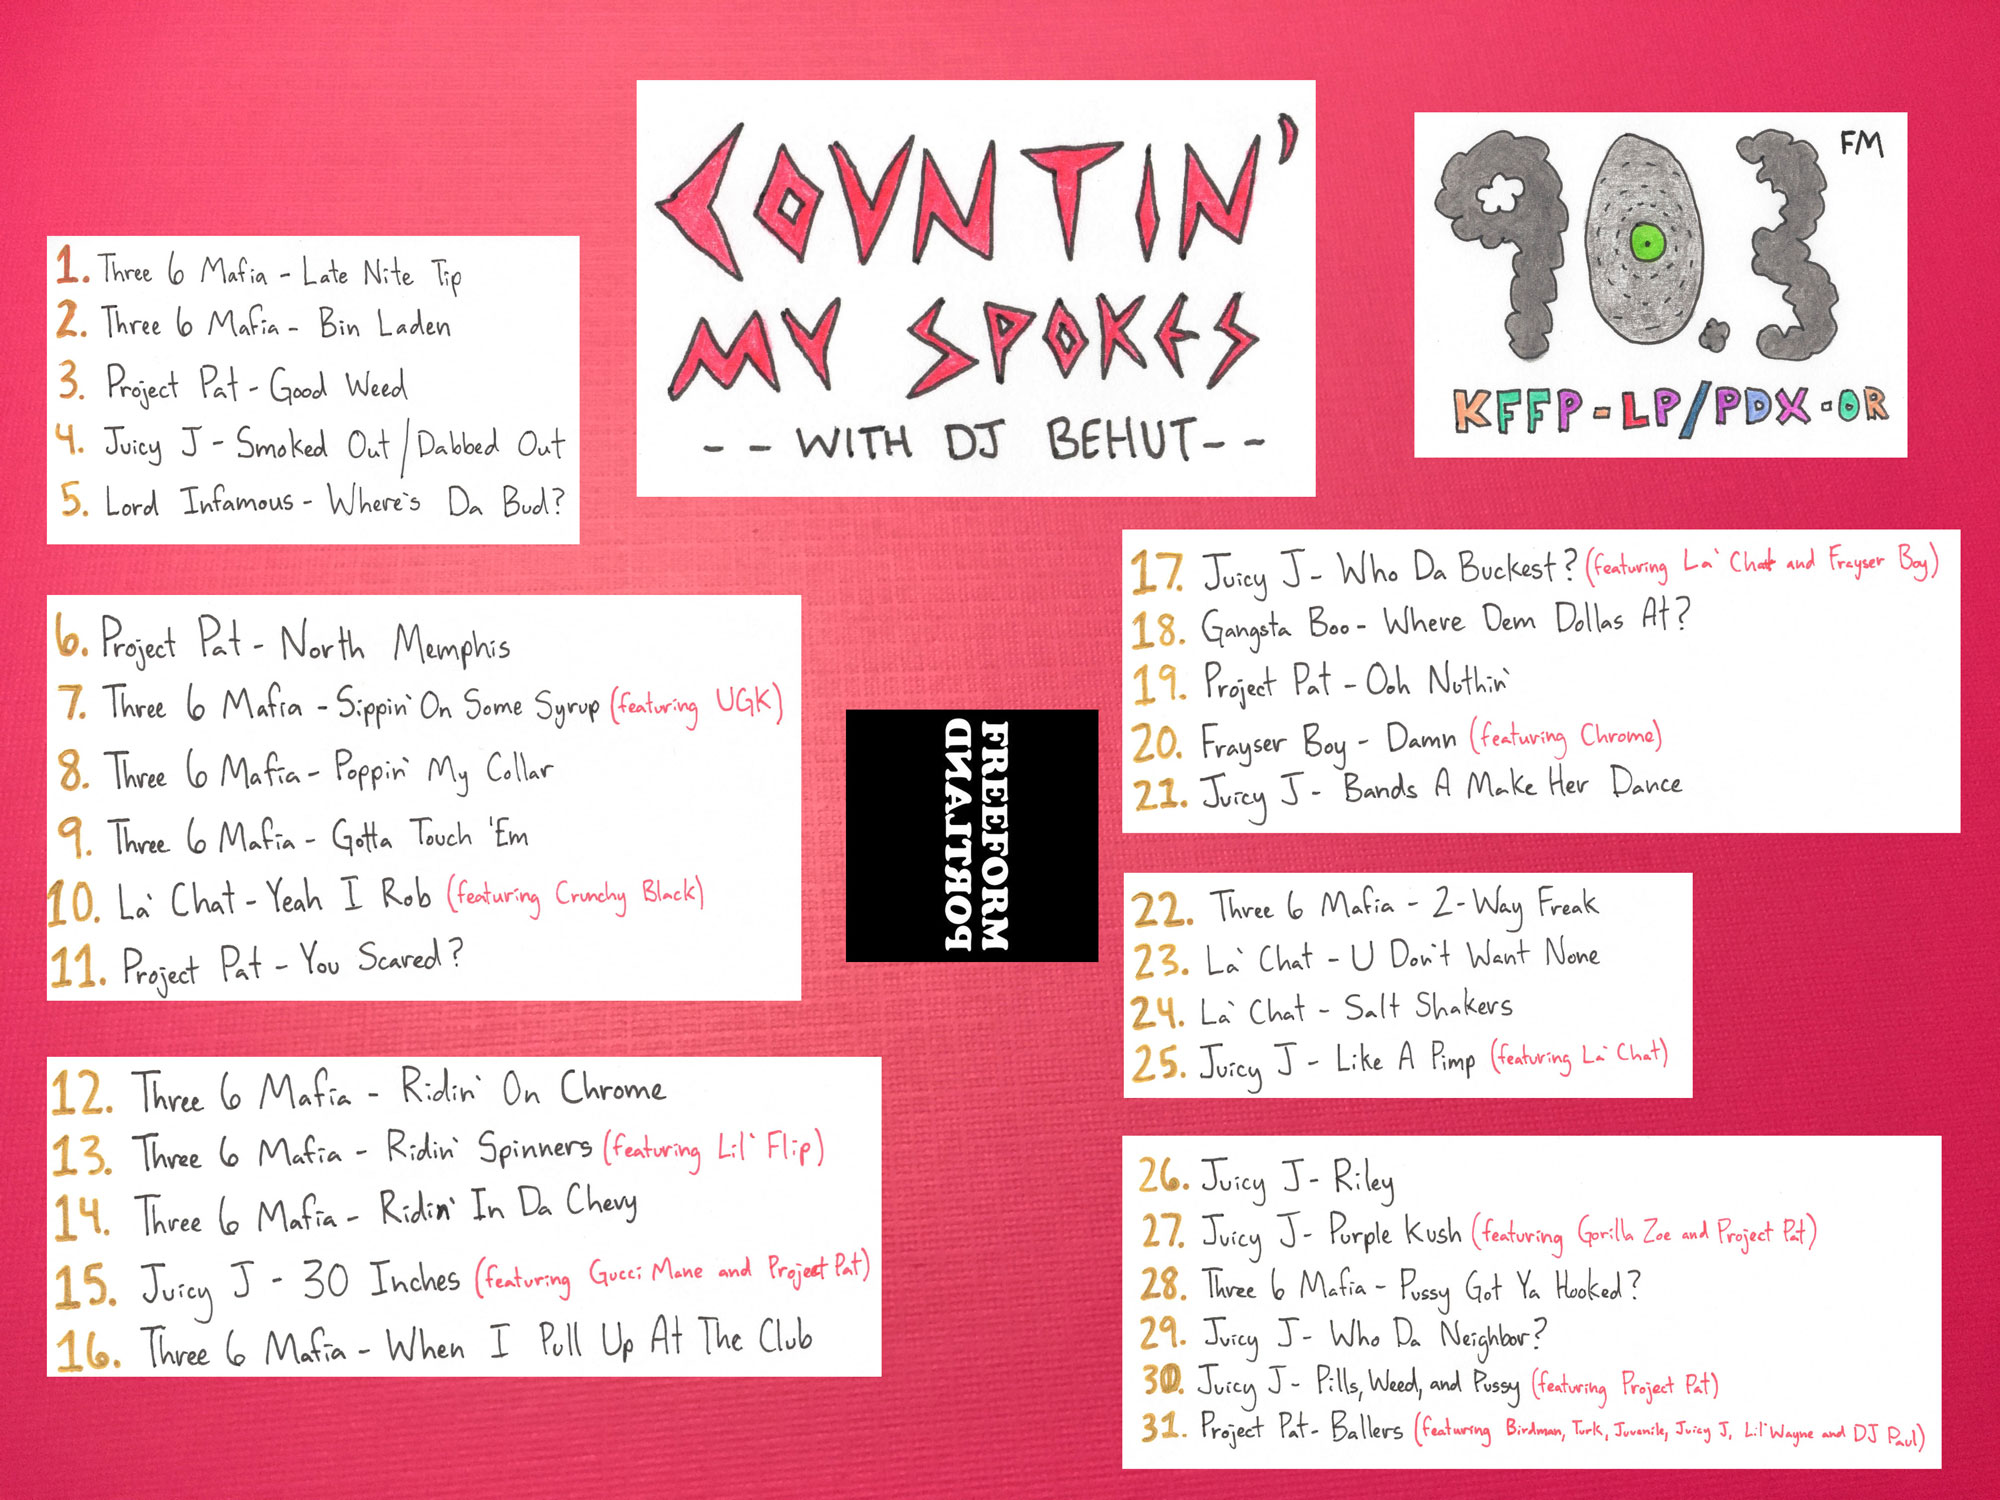 COUNTIN'
MY SPOKES
-- WITH DJ BEHUT --
90.3 FM
KFFP-LP/PDX-OR
1. Three 6 Mafia - Late Nite Tip
2. Three 6 Mafia - Bin Laden
3. Project Pat - Good Weed
4. Juicy J - Smoked Out/Dabbed Out
5. Lord Infamous - Where's Da Bud?
6. Project Pat - North Memphis
7. Three 6 Mafia - Sippin' On Some Syrup (featuring UGK)
8. Three 6 Mafia - Poppin' My Collar
9. Three 6 Mafia - Gotta Touch 'Em
10. La' Chat - Yeah I Rob (featuring Crunchy Black)
11. Project Pat - You Scared?
12. Three 6 Mafia - Ridin' On Chrome
13. Three 6 Mafia - Ridin' Spinners (featuring Lil' Flip)
14. Three 6 Mafia - Ridin' In Da Chevy
15. Juicy J - 30 Inches (featuring Gucci Mane and Project Pat)
16. Three 6 Mafia - When I Pull Up At The Club
FREEFORM
PORTLAND
17. Juicy J - Who Da Buckest? (featuring La' Chat and Frayser Boy)
18. Gangsta Boo - Where Dem Dollas At?
19. Project Pat - Ooh Nuthin'
20. Frayser Boy - Damn (featuring Chrome)
21. Juicy J - Bands A Make Her Dance
22. Three 6 Mafia - 2-Way Freak
23. La' Chat - U Don't Want None
24. La' Chat - Salt Shakers
25. Juicy J - Like A Pimp (featuring La' Chat)
26. Juicy J - Riley
27. Juicy J - Purple Kush (featuring Gorilla Zoe and Project Pat)
28. Three 6 Mafia - Pussy Got Ya Hooked?
29. Juicy J - Who Da Neighbor?
30. Juicy J - Pills, Weed, and Pussy (featuring Project Pat)
31. Project Pat - Ballers (featuring Birdman, Turk, Juvenile, Juicy J, Lil' Wayne and DJ Paul)